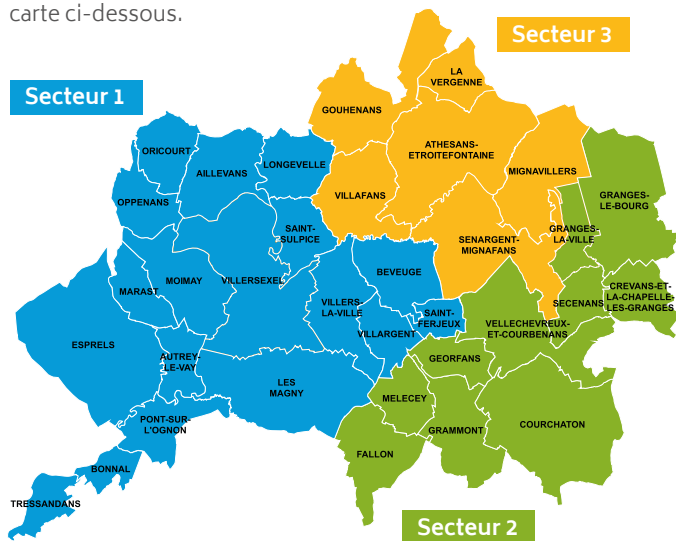 carte ci-dessous.
Secteur 3
Secteur 1
LA
VERGENNE
GOUHENANS
ORICOURT
AILLEVANS
LONGEVELLE
ATHESANS-
ETROITEFONTAINE
MIGNAVILLERS
OPPENANS
VILLAFANS
GRANGES-
LE-BOURG
SAINT-
SULPICE
SENARGENT-
MIGNAFANS
GRANGES-
LA-VILLE
MARAST
MOIMAY
VILLERSEXEL
BEVEUGE
VILLERS-
LA-VILLE
SAINT-
FERJEUX
SECENANS
CREVANS-ET-
LA-CHAPELLE-
LES-GRANGES
ESPRELS
VILLARGENT
VELLECHEVREUX-
ET-COURBENANS
AUTREY-
LE-VAY
GEORFANS
LES
MAGNY
MELECEY
PONT-SUR-
L'OGNON
GRAMMONT
COURCHATON
FALLON
BONNAL
TRESSANDANS
Secteur 2